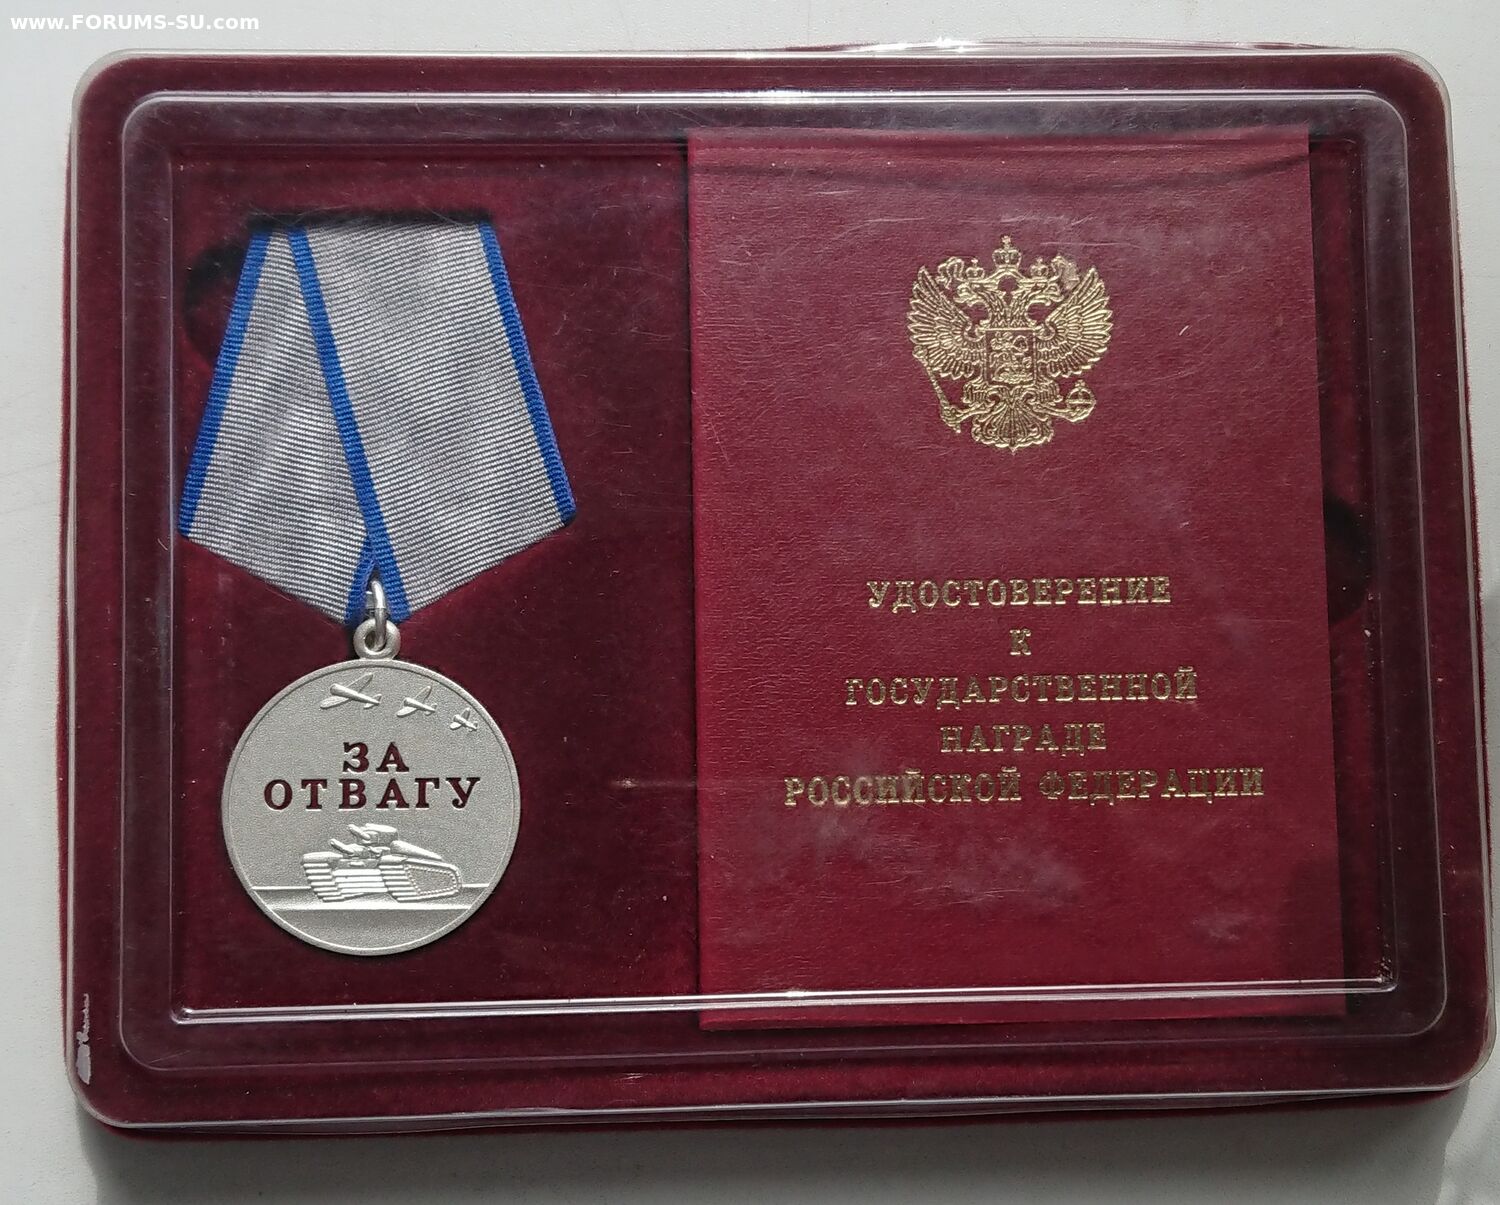 www.FORUMS-SU.com
ЗА
ОТВАГУ
УДОСТОВЕРЕНИЕ
К
ГОСУДАРСТВЕННОЙ
НАГРАДЕ
РОССИЙСКОЙ ФЕДЕРАЦИИ